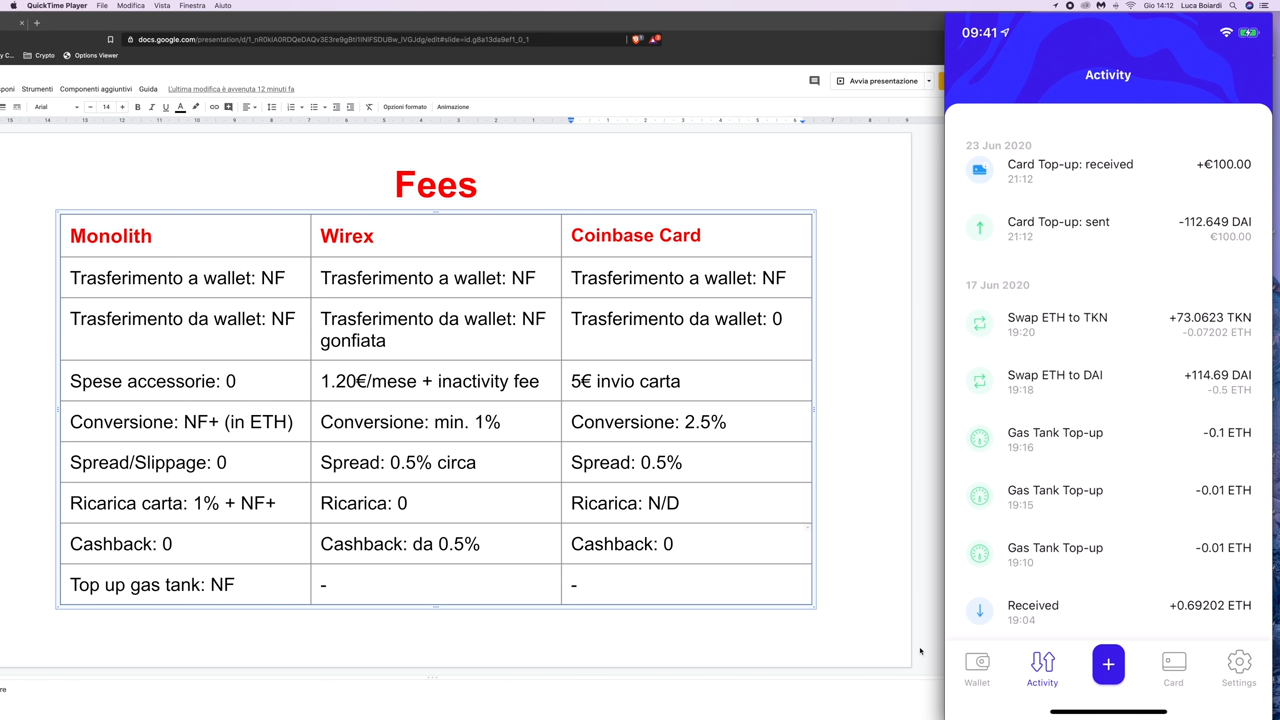 QuickTime Player File Modifica Vista Finestra Aiuto
Gio 14:12 Luca Boiardi
docs.google.com/presentation/d/1_nR0kIA0RDQeDAQv3E3re9gBti1INIFSDUBw_IVGJdg/edit#slide=id.g8a13da9ef1_0_1
Crypto Options Viewer
Strumenti Componenti aggiuntivi Guida L'ultima modifica è avvenuta 12 minuti fa
Avvia presentazione
Arial 14 B I U A Opzioni formato Animazione
Fees
Monolith Wirex Coinbase Card
Trasferimento a wallet: NF Trasferimento a wallet: NF Trasferimento a wallet: NF
Trasferimento da wallet: NF Trasferimento da wallet: NF Trasferimento da wallet: 0
gonfiata
Spese accessorie: 0 1.20€/mese + inactivity fee 5€ invio carta
Conversione: NF+ (in ETH) Conversione: min. 1% Conversione: 2.5%
Spread/Slippage: 0 Spread: 0.5% circa Spread: 0.5%
Ricarica carta: 1% + NF+ Ricarica: 0 Ricarica: N/D
Cashback: 0 Cashback: da 0.5% Cashback: 0
Top up gas tank: NF - -
09:41
Activity
23 Jun 2020
Card Top-up: received +€100.00
21:12
Card Top-up: sent -112.649 DAI
21:12 €100.00
17 Jun 2020
Swap ETH to TKN +73.0623 TKN
19:20 -0.07202 ETH
Swap ETH to DAI +114.69 DAI
19:18 -0.5 ETH
Gas Tank Top-up -0.1 ETH
19:16
Gas Tank Top-up -0.01 ETH
19:15
Gas Tank Top-up -0.01 ETH
19:10
Received +0.69202 ETH
19:04
Wallet Activity + Card Settings